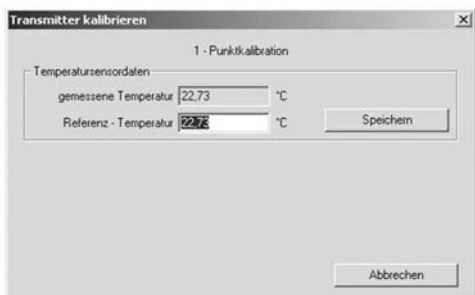 Transmitter kalibrieren
1 - Punktkalibration
Temperatursensordaten
gemessene Temperatur 22,73 °C
Referenz - Temperatur 22,73 °C Speichern
Abbrechen